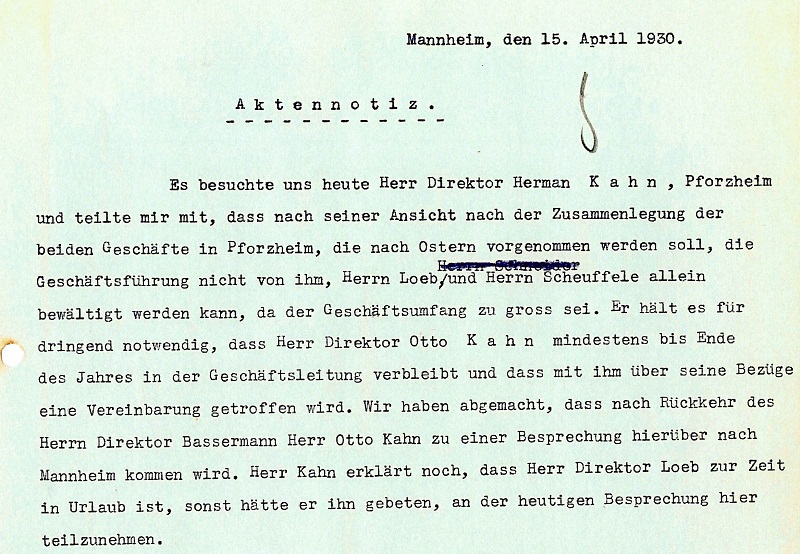 Mannheim, den 15. April 1930.
A k t e n n o t i z .
Es besuchte uns heute Herr Direktor Herman K a h n , Pforzheim
und teilte mir mit, dass nach seiner Ansicht nach der Zusammenlegung der
beiden Geschäfte in Pforzheim, die nach Ostern vorgenommen werden soll, die
Herrn Schneider
Geschäftsführung nicht von ihm, Herrn Loeb/und Herrn Scheuffele allein
bewältigt werden kann, da der Geschäftsumfang zu gross sei. Er hält es für
dringend notwendig, dass Herr Direktor Otto K a h n mindestens bis Ende
des Jahres in der Geschäftsleitung verbleibt und dass mit ihm über seine Bezüge
eine Vereinbarung getroffen wird. Wir haben abgemacht, dass nach Rückkehr des
Herrn Direktor Bassermann Herr Otto Kahn zu einer Besprechung hierüber nach
Mannheim kommen wird. Herr Kahn erklärt noch, dass Herr Direktor Loeb zur Zeit
in Urlaub ist, sonst hätte er ihn gebeten, an der heutigen Besprechung hier
teilzunehmen.